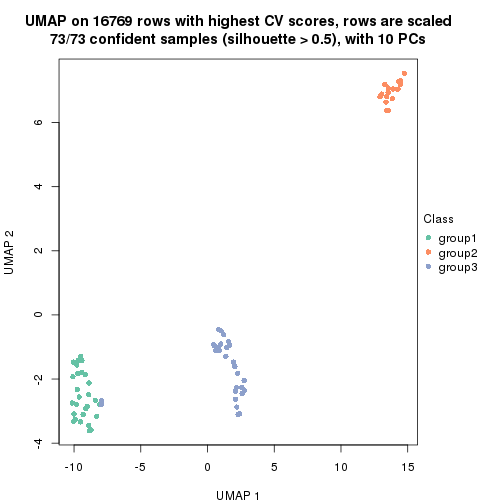 UMAP on 16769 rows with highest CV scores, rows are scaled
73/73 confident samples (silhouette > 0.5), with 10 PCs
6
4
2
0
-2
-4
UMAP 2
-10
-5
0
5
10
15
UMAP 1
Class
group1
group2
group3